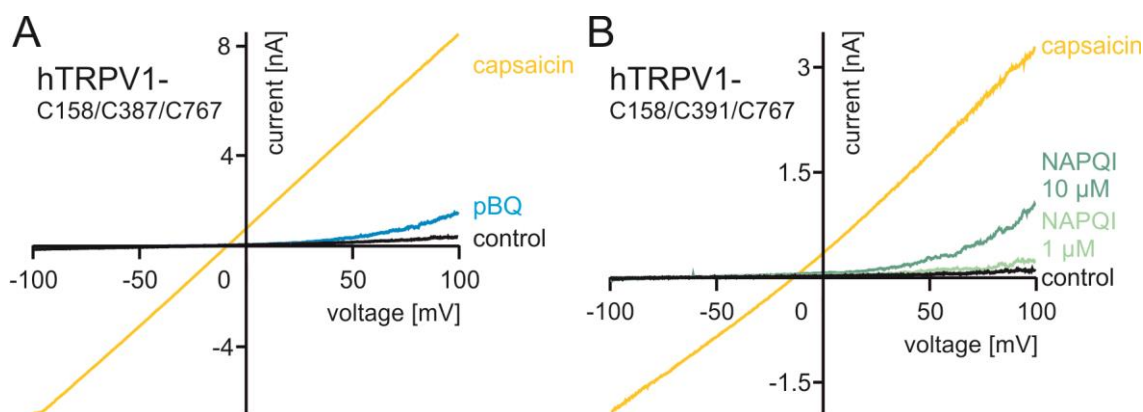 A
hTRPV1-
C158/C387/C767
current [nA]
8
4
-4
-100
-50
0
50
100
voltage [mV]
capsaicin
pBQ
control
B
hTRPV1-
C158/C391/C767
current [nA]
3
1.5
-1.5
-100
-50
0
50
100
voltage [mV]
capsaicin
NAPQI
10 µM
NAPQI
1 µM
control